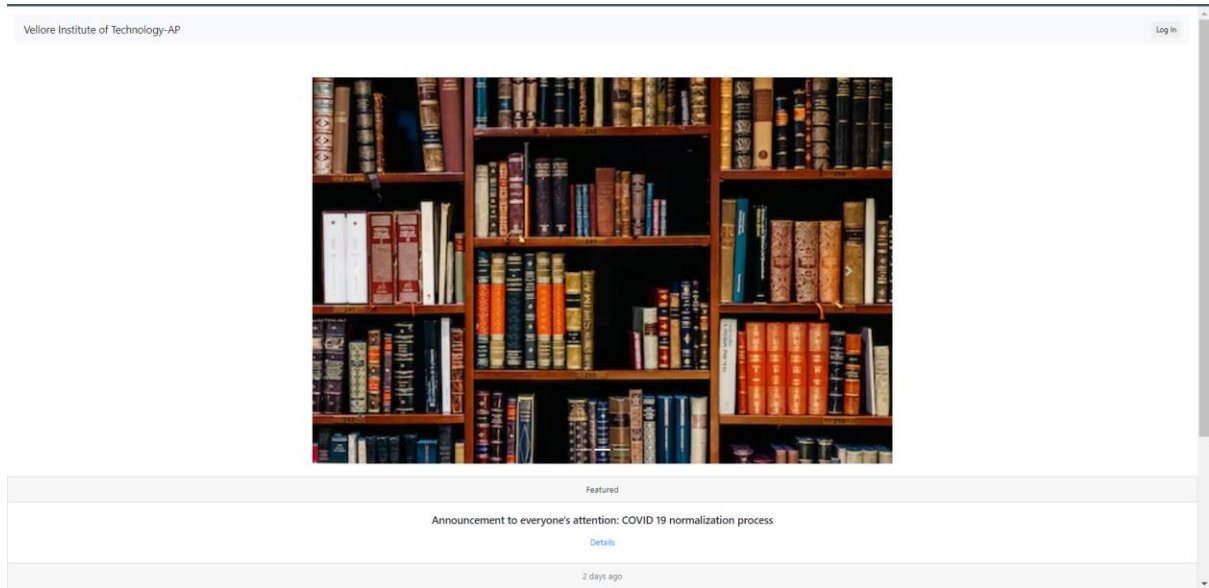 Vellore Institute of Technology-AP
Log In
Featured
Announcement to everyone's attention: COVID 19 normalization process
Details
2 days ago